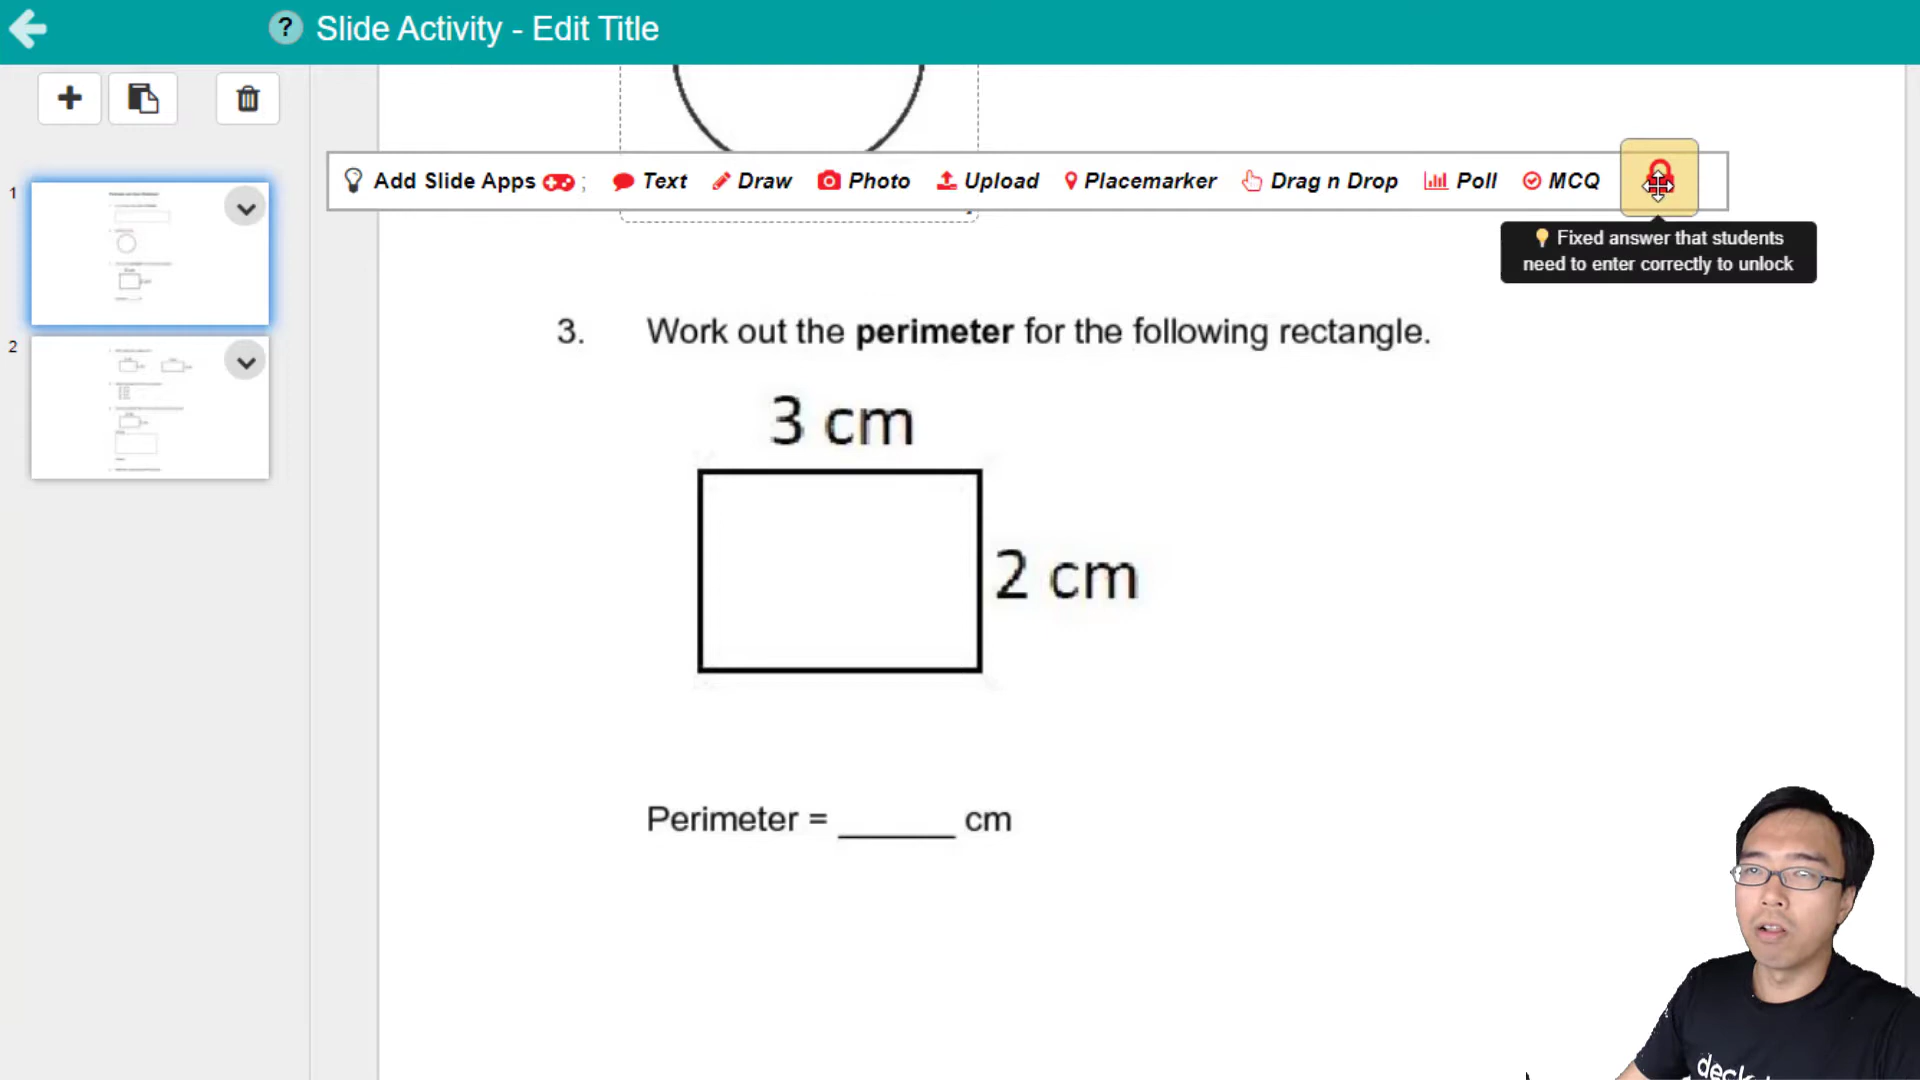 ? Slide Activity - Edit Title
Add Slide Apps ; Text Draw Photo Upload Placemarker Drag n Drop Poll MCQ
Fixed answer that students
need to enter correctly to unlock
1
2
3. Work out the perimeter for the following rectangle.
3 cm
2 cm
Perimeter = ______ cm